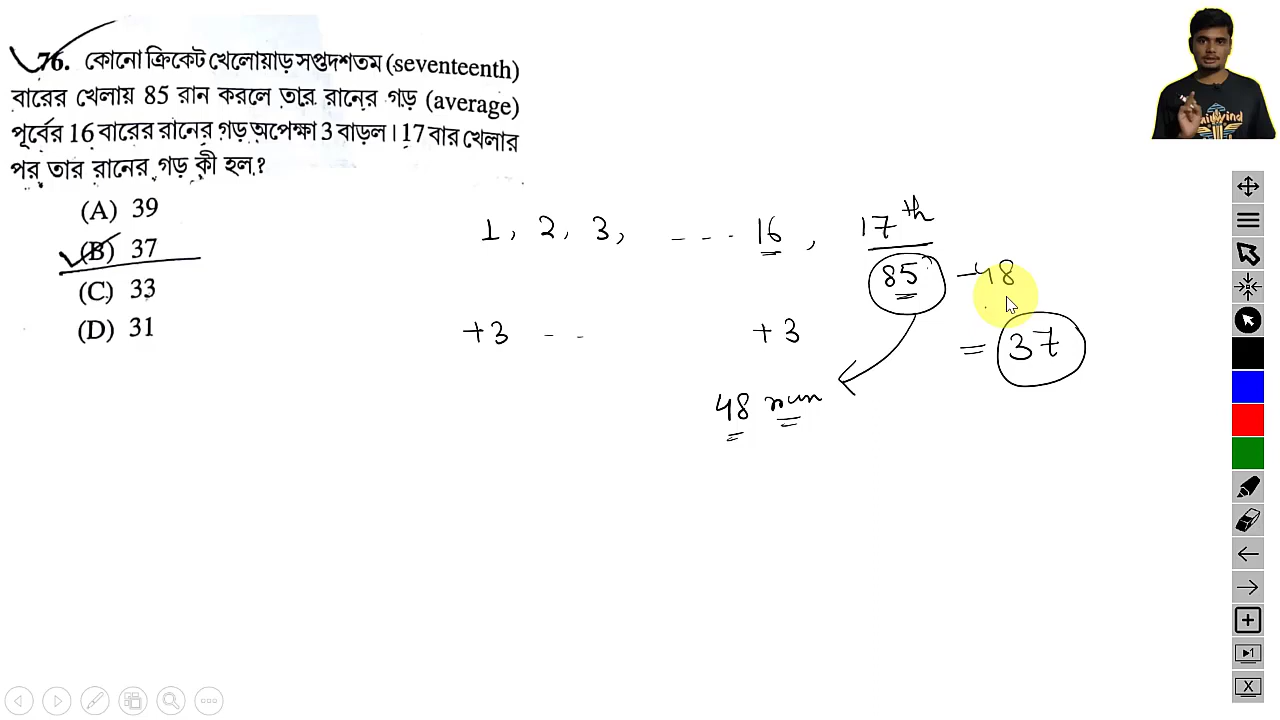 76. কোনো ক্রিকেট খেলোয়াড় সপ্তদশতম (seventeenth)
বারের খেলায় 85 রান করলে তার রানের গড় (average)
পূর্বের 16 বারের রানের গড় অপেক্ষা 3 বাড়ল। 17 বার খেলার
পর তার রানের গড় কী হল?
(A) 39
(B) 37
(C) 33
(D) 31
1, 2, 3, --- 16, 17th
85 - 48
+3 -- +3
= 37
48 run